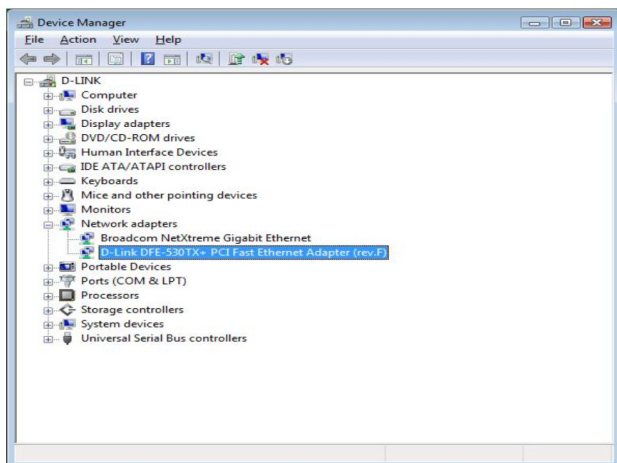 Device Manager
File Action View Help
D-LINK
Computer
Disk drives
Display adapters
DVD/CD-ROM drives
Human Interface Devices
IDE ATA/ATAPI controllers
Keyboards
Mice and other pointing devices
Monitors
Network adapters
Broadcom NetXtreme Gigabit Ethernet
D-Link DFE-530TX+ PCI Fast Ethernet Adapter (rev.F)
Portable Devices
Ports (COM & LPT)
Processors
Storage controllers
System devices
Universal Serial Bus controllers